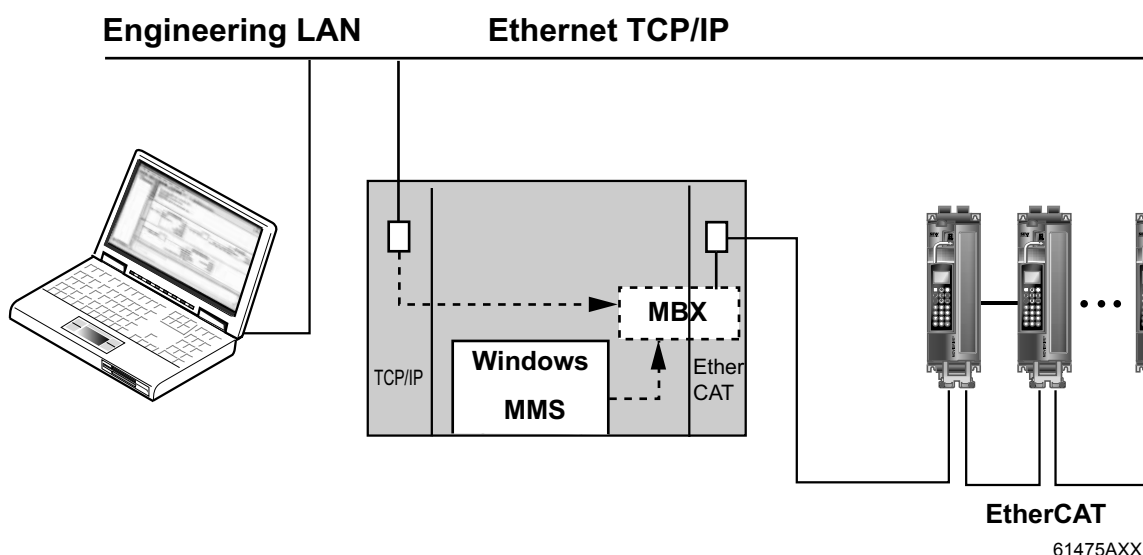 Engineering LAN
Ethernet TCP/IP
MBX
TCP/IP
Windows
MMS
Ether
CAT
EtherCAT
61475AXX